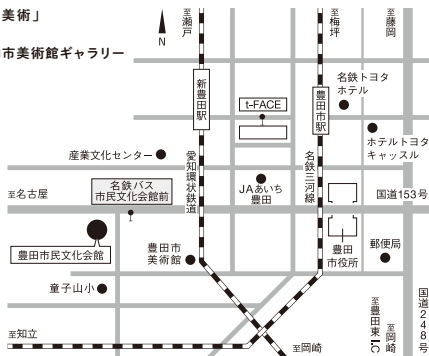 美術」
市美術館ギャラリー
N
至瀬戸
至梅坪
至藤岡
新豊田駅
t-FACE
豊田市駅
名鉄トヨタ
ホテル
ホテルトヨタ
キャッスル
産業文化センター
愛知環状鉄道
名鉄三河線
JAあいち
豊田
至名古屋
名鉄バス
市民文化会館前
国道153号
豊田市民文化会館
豊田市
美術館
豊田
市役所
郵便局
童子山小
国道248号
至豊田東I.C
至岡崎
至知立
至岡崎